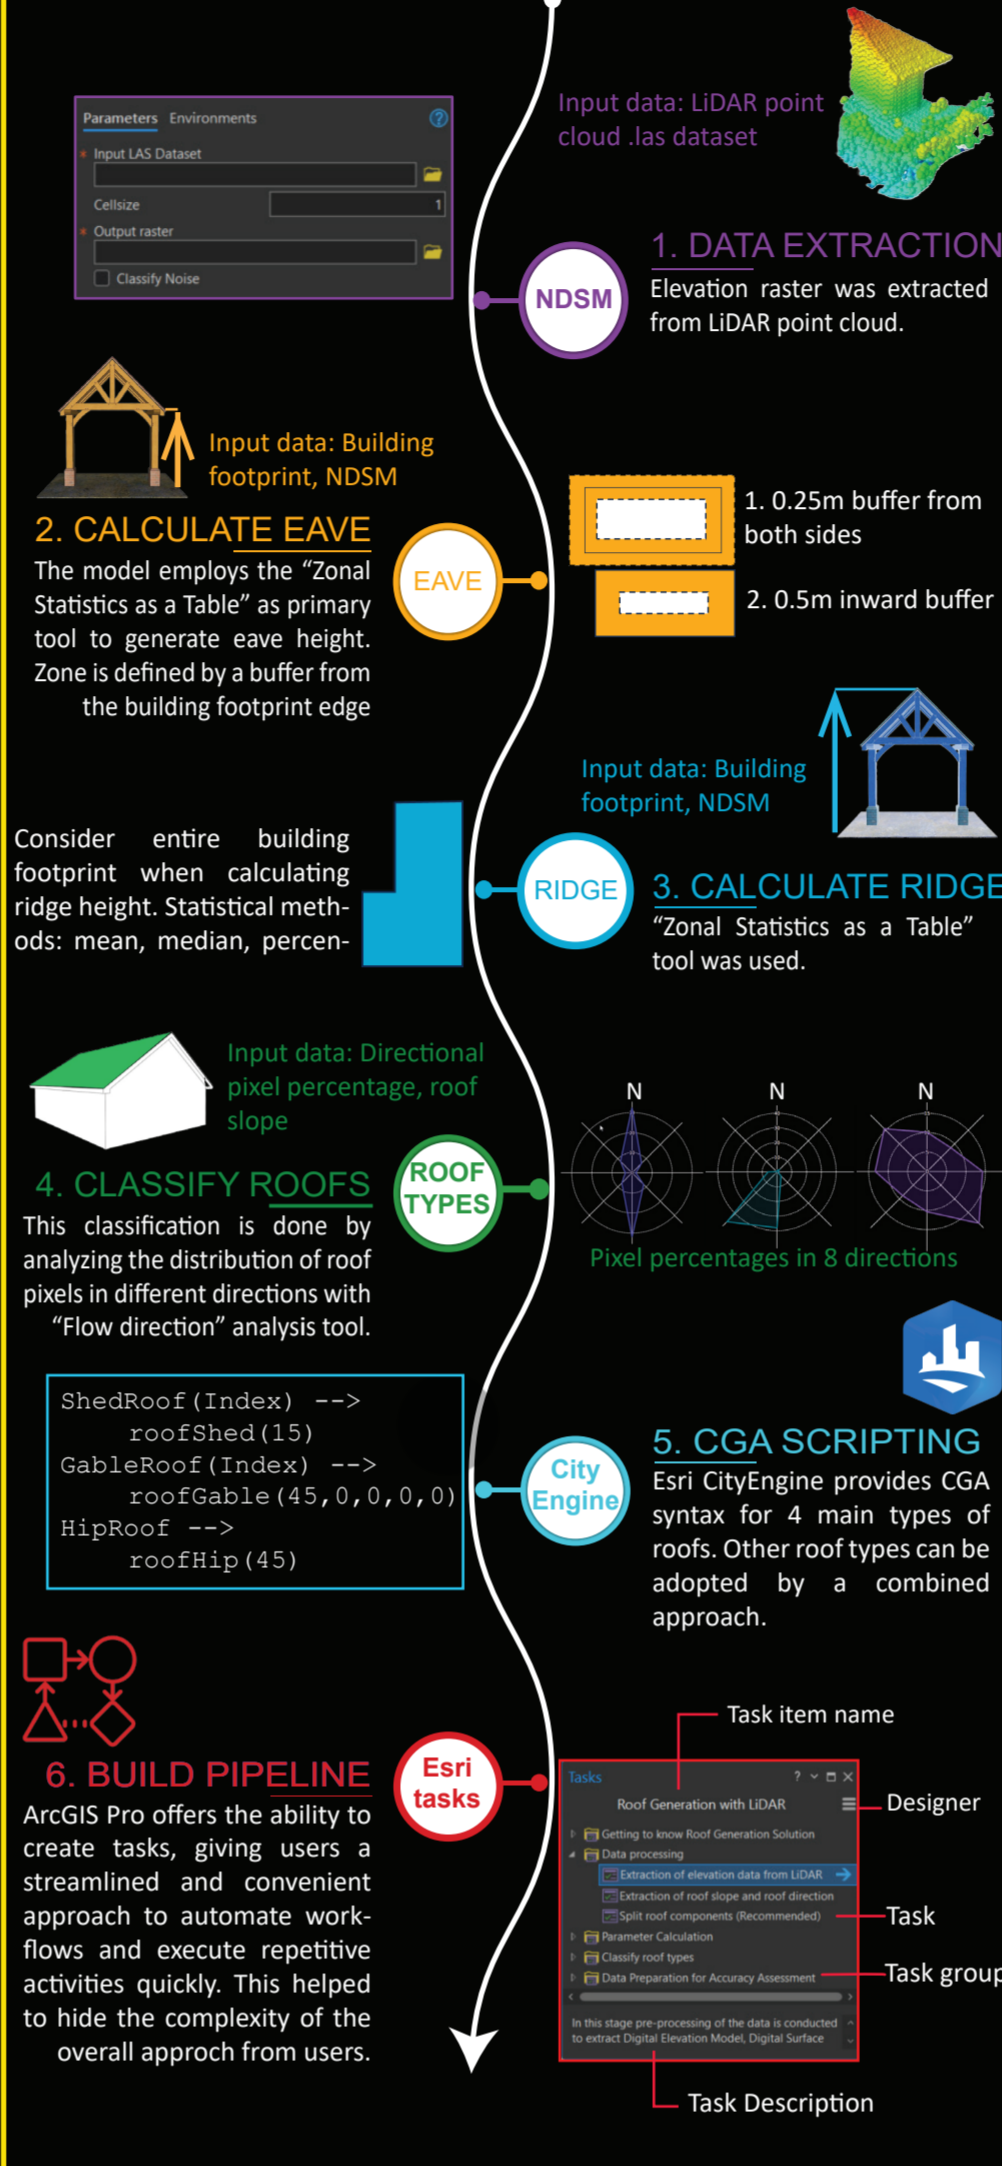 Input data: LiDAR point
cloud .las dataset
Parameters Environments
?
* Input LAS Dataset
Cellsize
1
* Output raster
Classify Noise
NDSM
1. DATA EXTRACTION
Elevation raster was extracted
from LiDAR point cloud.
Input data: Building
footprint, NDSM
2. CALCULATE EAVE
The model employs the “Zonal
Statistics as a Table” as primary
tool to generate eave height.
Zone is defined by a buffer from
the building footprint edge
EAVE
1. 0.25m buffer from
both sides
2. 0.5m inward buffer
Input data: Building
footprint, NDSM
Consider entire building
footprint when calculating
ridge height. Statistical meth-
ods: mean, median, percen-
RIDGE
3. CALCULATE RIDGE
“Zonal Statistics as a Table”
tool was used.
Input data: Directional
pixel percentage, roof
slope
4. CLASSIFY ROOFS
This classification is done by
analyzing the distribution of roof
pixels in different directions with
“Flow direction” analysis tool.
ROOF
TYPES
N N N
Pixel percentages in 8 directions
ShedRoof(Index) -->
roofShed(15)
GableRoof(Index) -->
roofGable(45,0,0,0,0)
HipRoof -->
roofHip(45)
City
Engine
5. CGA SCRIPTING
Esri CityEngine provides CGA
syntax for 4 main types of
roofs. Other roof types can be
adopted by a combined
approach.
6. BUILD PIPELINE
ArcGIS Pro offers the ability to
create tasks, giving users a
streamlined and convenient
approach to automate work-
flows and execute repetitive
activities quickly. This helped
to hide the complexity of the
overall approch from users.
Esri
tasks
Task item name
Tasks
?
Roof Generation with LiDAR
Designer
Getting to know Roof Generation Solution
Data processing
Extraction of elevation data from LiDAR
Extraction of roof slope and roof direction
Split roof components (Recommended)
Task
Parameter Calculation
Classify roof types
Data Preparation for Accuracy Assessment
Task group
In this stage pre-processing of the data is conducted
to extract Digital Elevation Model, Digital Surface
Task Description